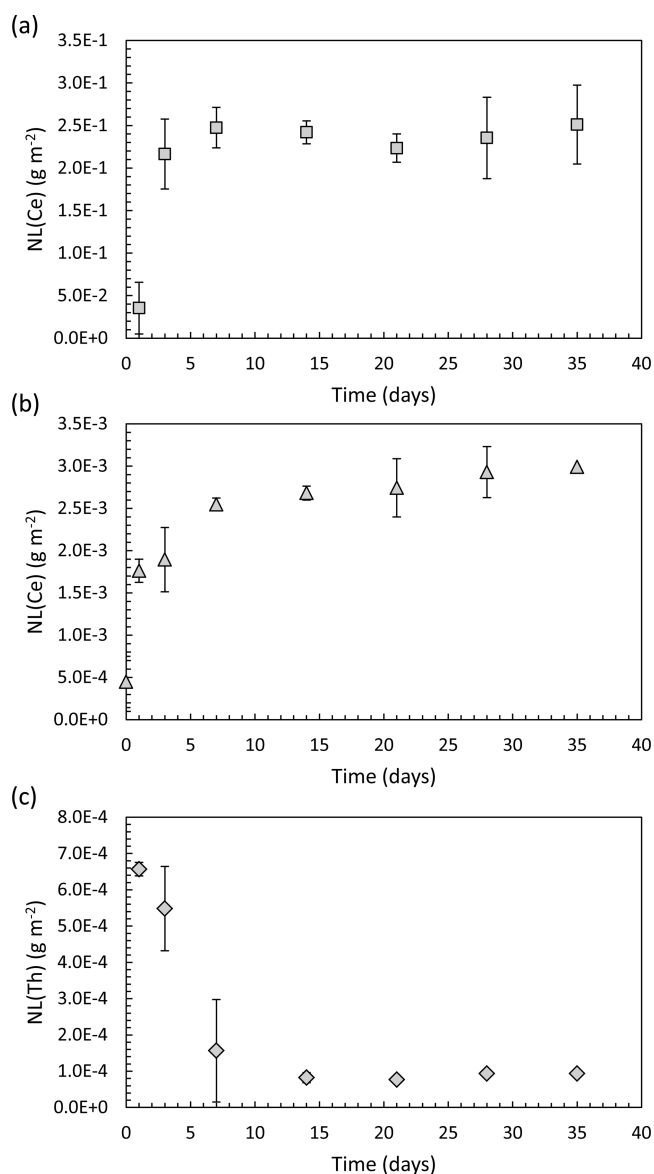 (a)
3.5E-1
3.0E-1
2.5E-1
2.0E-1
1.5E-1
1.0E-1
5.0E-2
0.0E+0
NL(Ce) (g m-2)
0 5 10 15 20 25 30 35 40
Time (days)
(b)
3.5E-3
3.0E-3
2.5E-3
2.0E-3
1.5E-3
1.0E-3
5.0E-4
0.0E+0
NL(Ce) (g m-2)
0 5 10 15 20 25 30 35 40
Time (days)
(c)
8.0E-4
7.0E-4
6.0E-4
5.0E-4
4.0E-4
3.0E-4
2.0E-4
1.0E-4
0.0E+0
NL(Th) (g m-2)
0 5 10 15 20 25 30 35 40
Time (days)